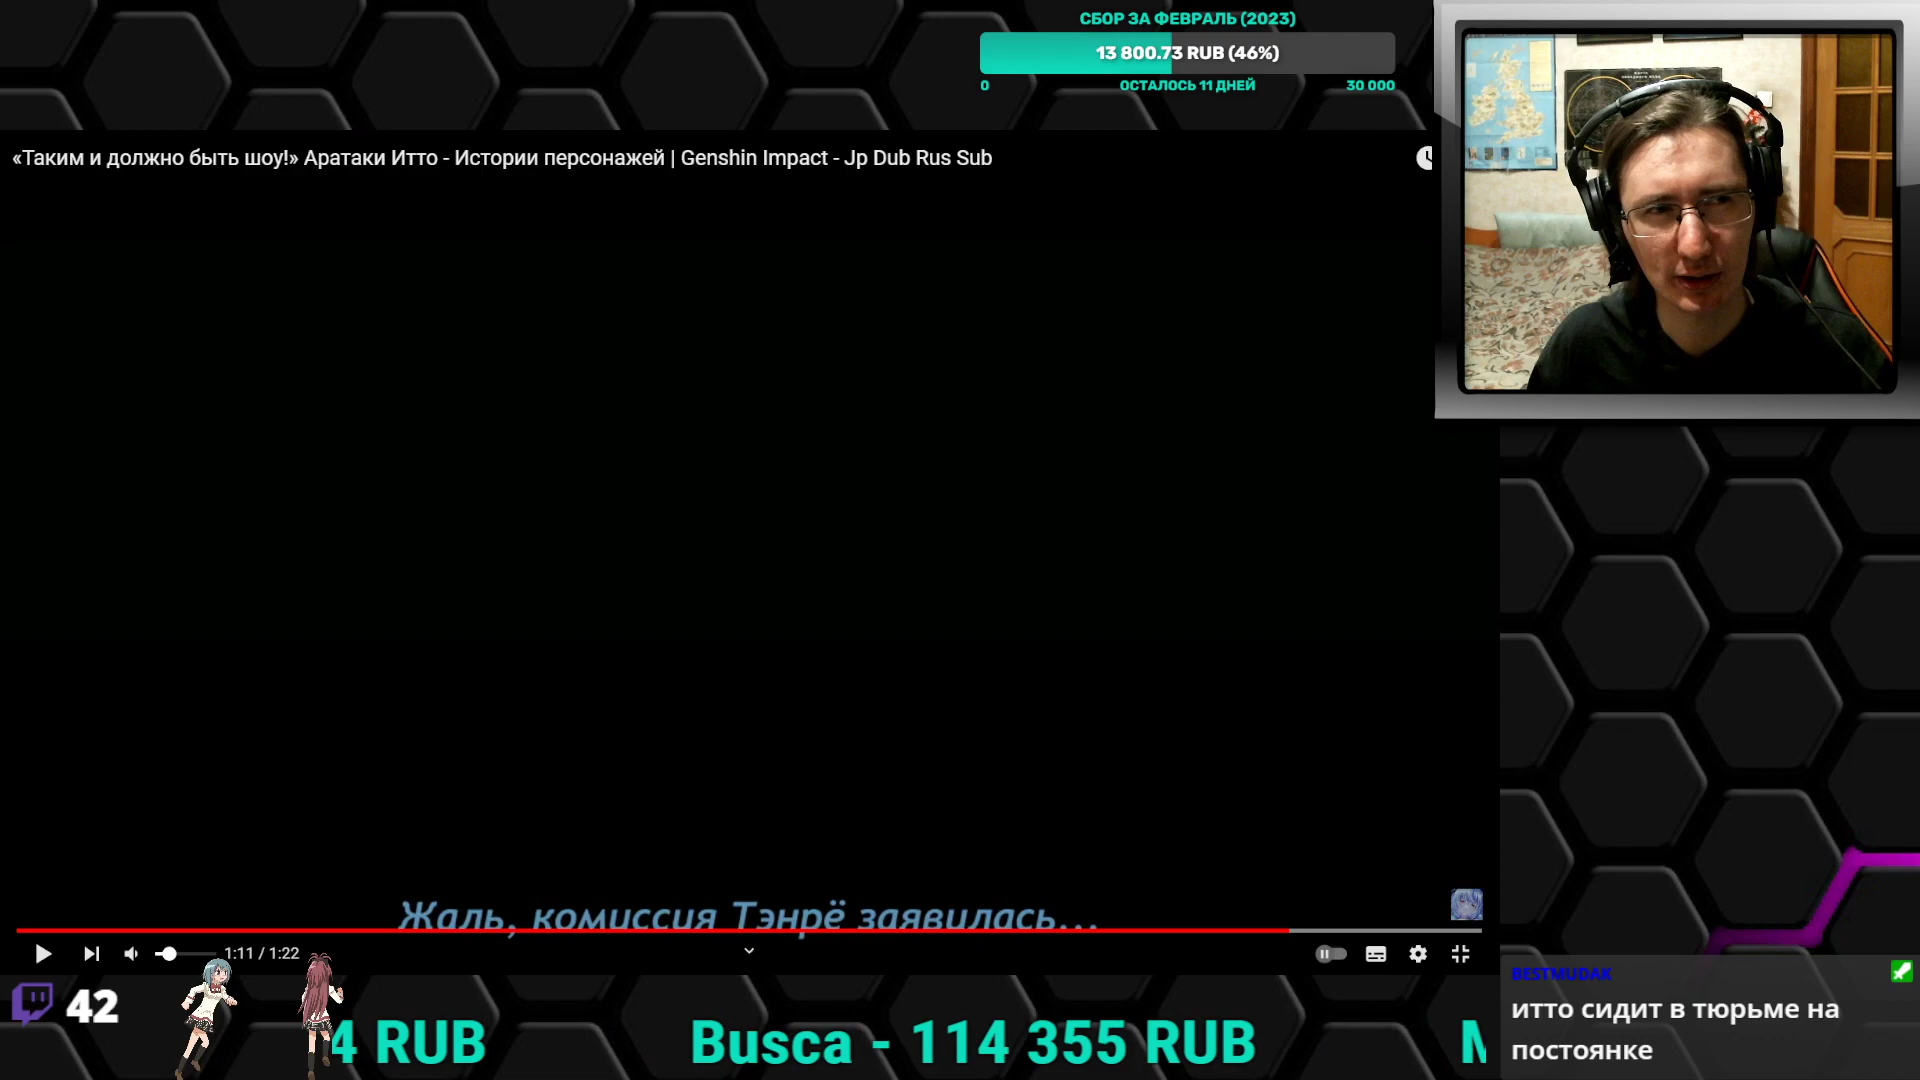 СБОР ЗА ФЕВРАЛЬ (2023)
13 800.73 RUB (46%)
0 ОСТАЛОСЬ 11 ДНЕЙ 30 000
«Таким и должно быть шоу!» Аратаки Итто - Истории персонажей | Genshin Impact - Jp Dub Rus Sub
Жаль, комиссия Тэнрё заявилась...
1:11 / 1:22
42
4 RUB Busca - 114 355 RUB
BESTMUDAK
итто сидит в тюрьме на
постоянке